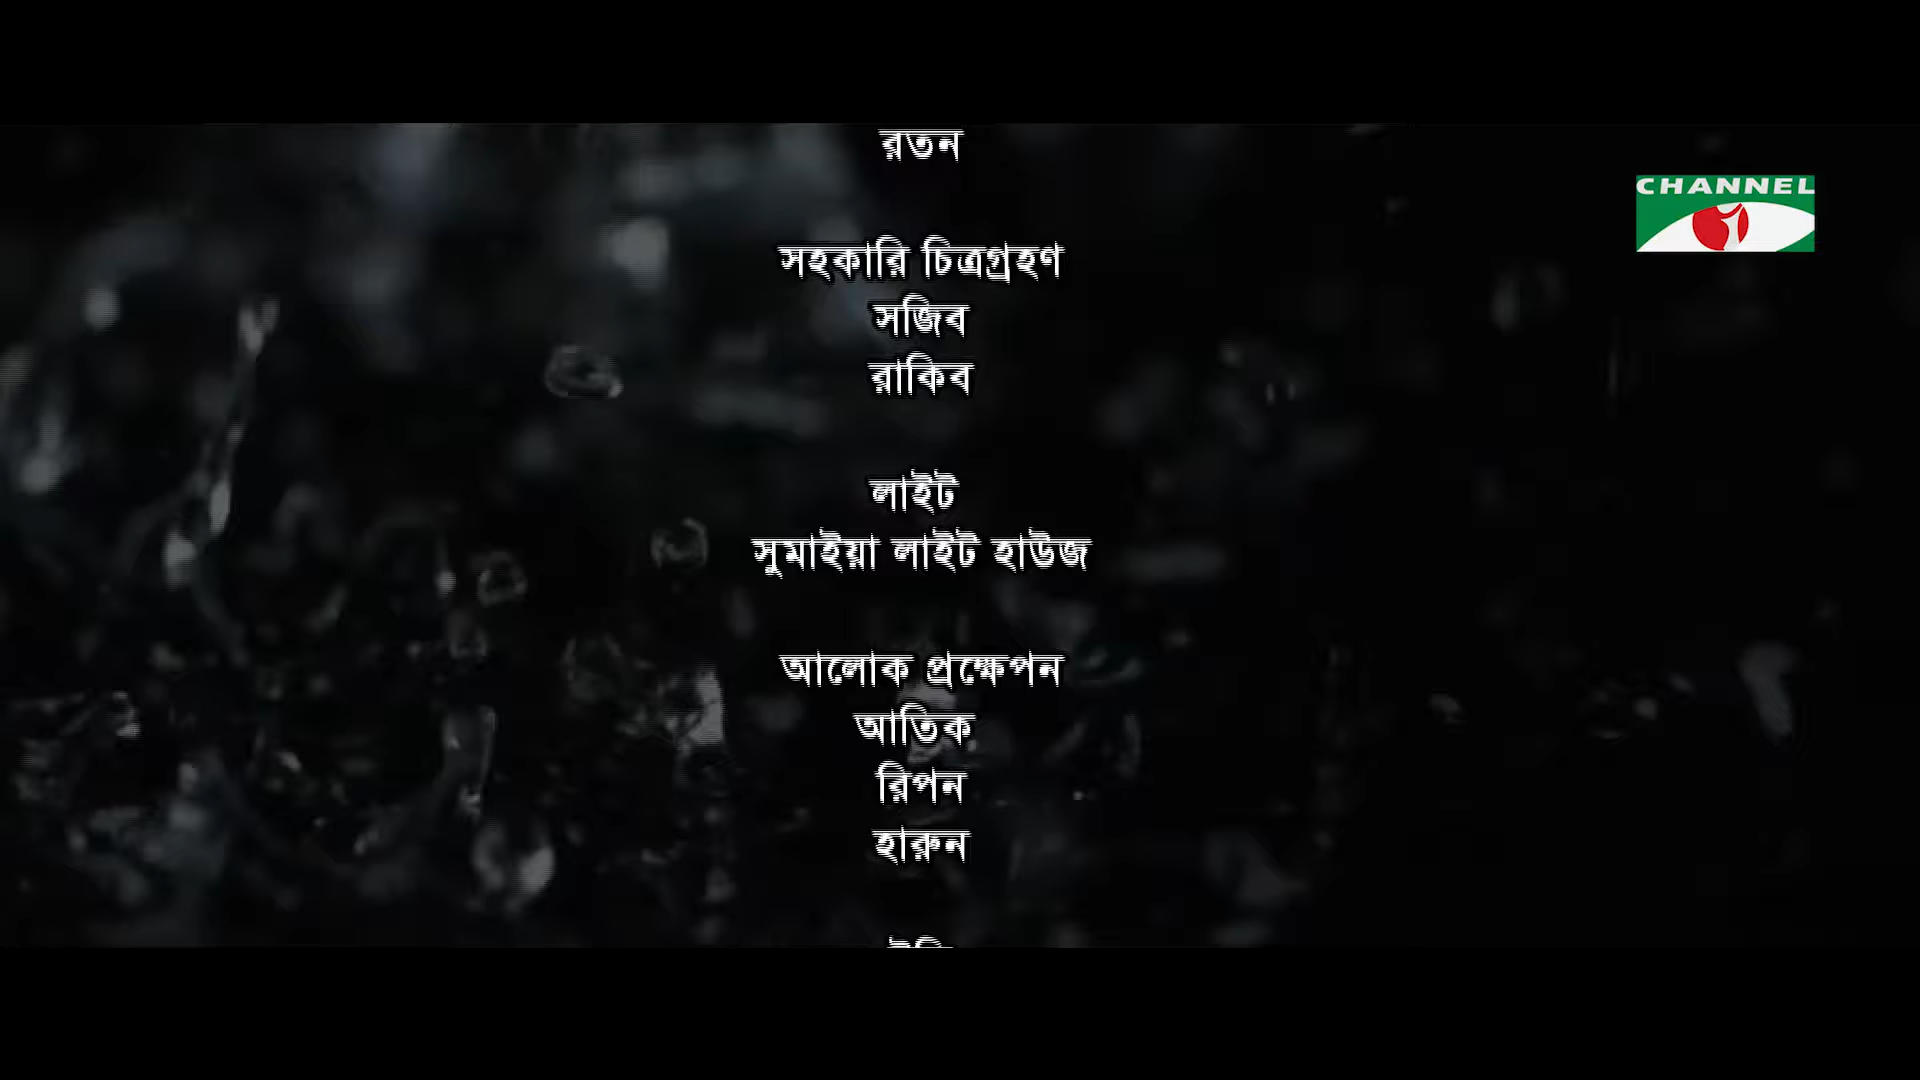 রতন
CHANNEL
সহকারি চিত্রগ্রহণ
সজিব
রাকিব
লাইট
সুমাইয়া লাইট হাউজ
আলোক প্রক্ষেপন
আতিক
রিপন
হারুন